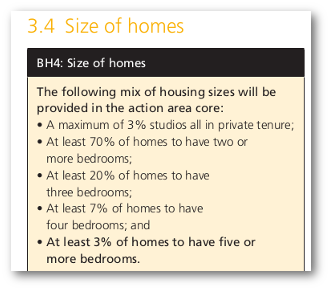 3.4 Size of homes
BH4: Size of homes
The following mix of housing sizes will be
provided in the action area core:
• A maximum of 3% studios all in private tenure;
• At least 70% of homes to have two or
more bedrooms;
• At least 20% of homes to have
three bedrooms;
• At least 7% of homes to have
four bedrooms; and
• At least 3% of homes to have five or
more bedrooms.